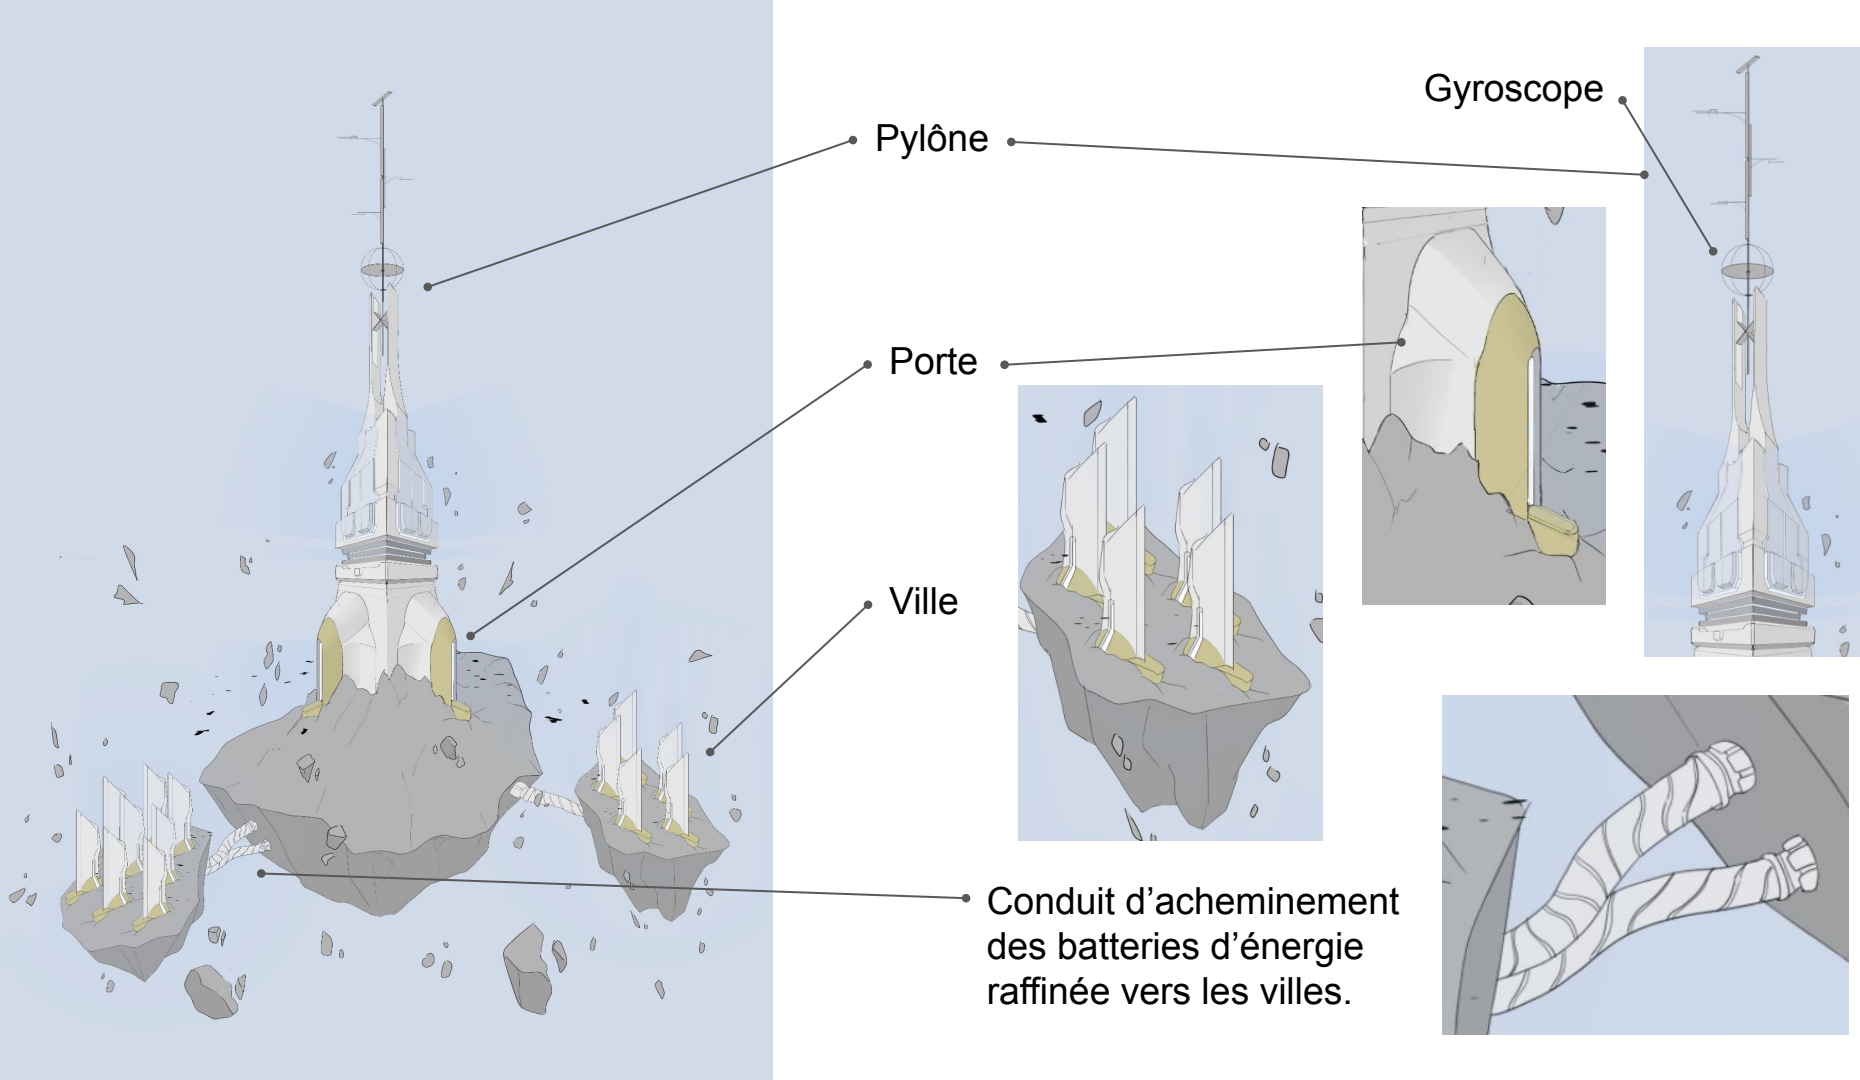 Gyroscope
Pylône
Porte
Ville
Conduit d’acheminement
des batteries d’énergie
raffinée vers les villes.